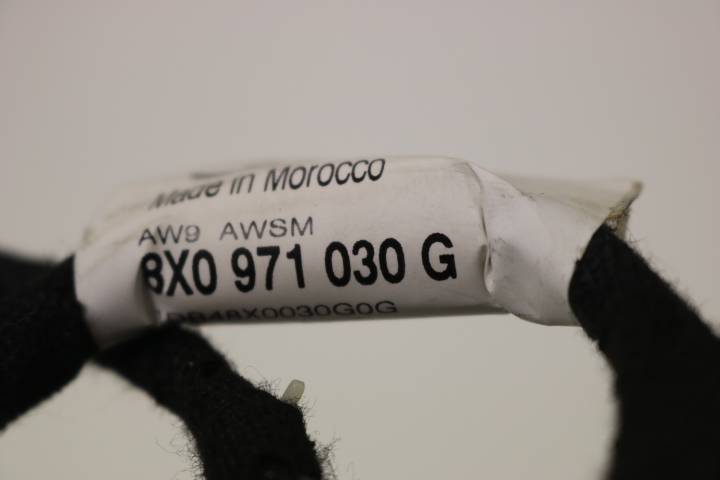 Made in Morocco
AW9 AWSM
8X0 971 030 G